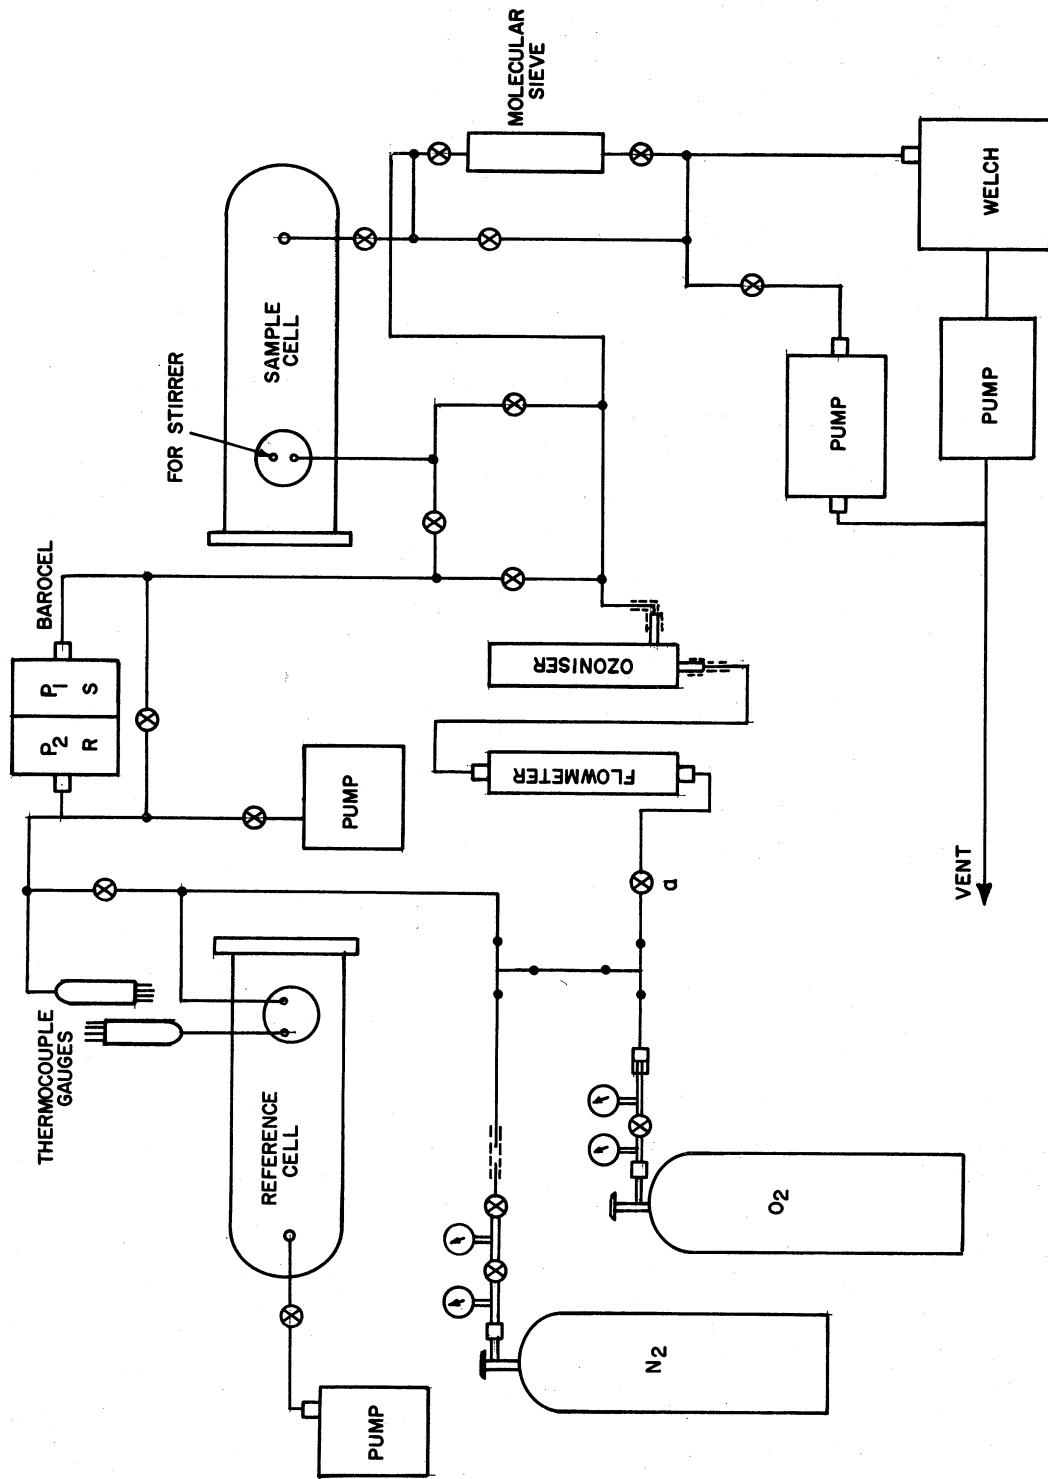 THERMOCOUPLE
GAUGES
P2
R
P1
S
BAROCEL
FOR STIRRER
MOLECULAR
SIEVE
REFERENCE
CELL
SAMPLE
CELL
PUMP
PUMP
N2
O2
a
FLOWMETER
OZONISER
PUMP
PUMP
WELCH
VENT